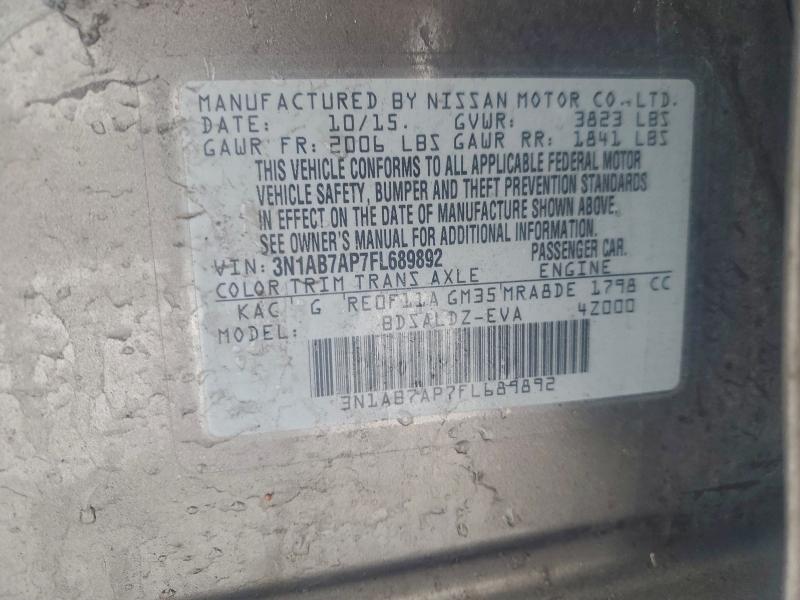 MANUFACTURED BY NISSAN MOTOR CO., LTD.
DATE: 10/15. GVWR: 3823 LBS
GAWR FR: 2006 LBS GAWR RR: 1841 LBS
THIS VEHICLE CONFORMS TO ALL APPLICABLE FEDERAL MOTOR
VEHICLE SAFETY, BUMPER AND THEFT PREVENTION STANDARDS
IN EFFECT ON THE DATE OF MANUFACTURE SHOWN ABOVE.
SEE OWNER'S MANUAL FOR ADDITIONAL INFORMATION.
VIN: 3N1AB7AP7FL689892 PASSENGER CAR.
COLOR TRIM TRANS AXLE ENGINE
KAC G RE0F11A GM35 MRA8DE 1798 CC
MODEL: BDSALDZ-EVA 4Z000
3N1AB7AP7FL689892